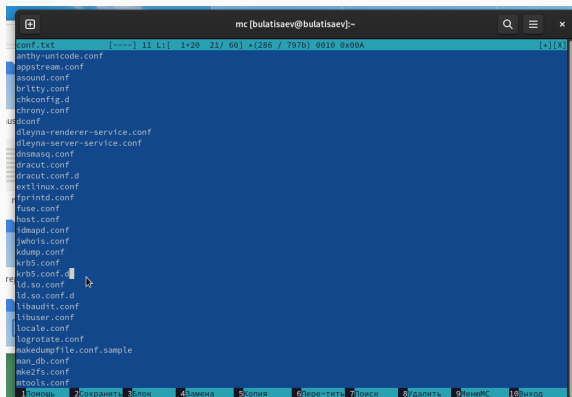 mc [bulatisaev@bulatisaev]:~
conf.txt [----] 11 L:[ 1+20 21/ 60] *(286 / 797b) 0010 0x00A [*][X]
anthy-unicode.conf
appstream.conf
asound.conf
brltty.conf
chkconfig.d
chrony.conf
dconf
dleyna-renderer-service.conf
dleyna-server-service.conf
dnsmasq.conf
dracut.conf
dracut.conf.d
extlinux.conf
fprintd.conf
fuse.conf
host.conf
idmapd.conf
jwhois.conf
kdump.conf
krb5.conf
krb5.conf.d
ld.so.conf
ld.so.conf.d
libaudit.conf
libuser.conf
locale.conf
logrotate.conf
makedumpfile.conf.sample
man_db.conf
mke2fs.conf
mtools.conf
1Помощь 2Сохранить 3Блок 4Замена 5Копия 6Пере~тить 7Поиск 8Удалить 9МенюMC 10Выход